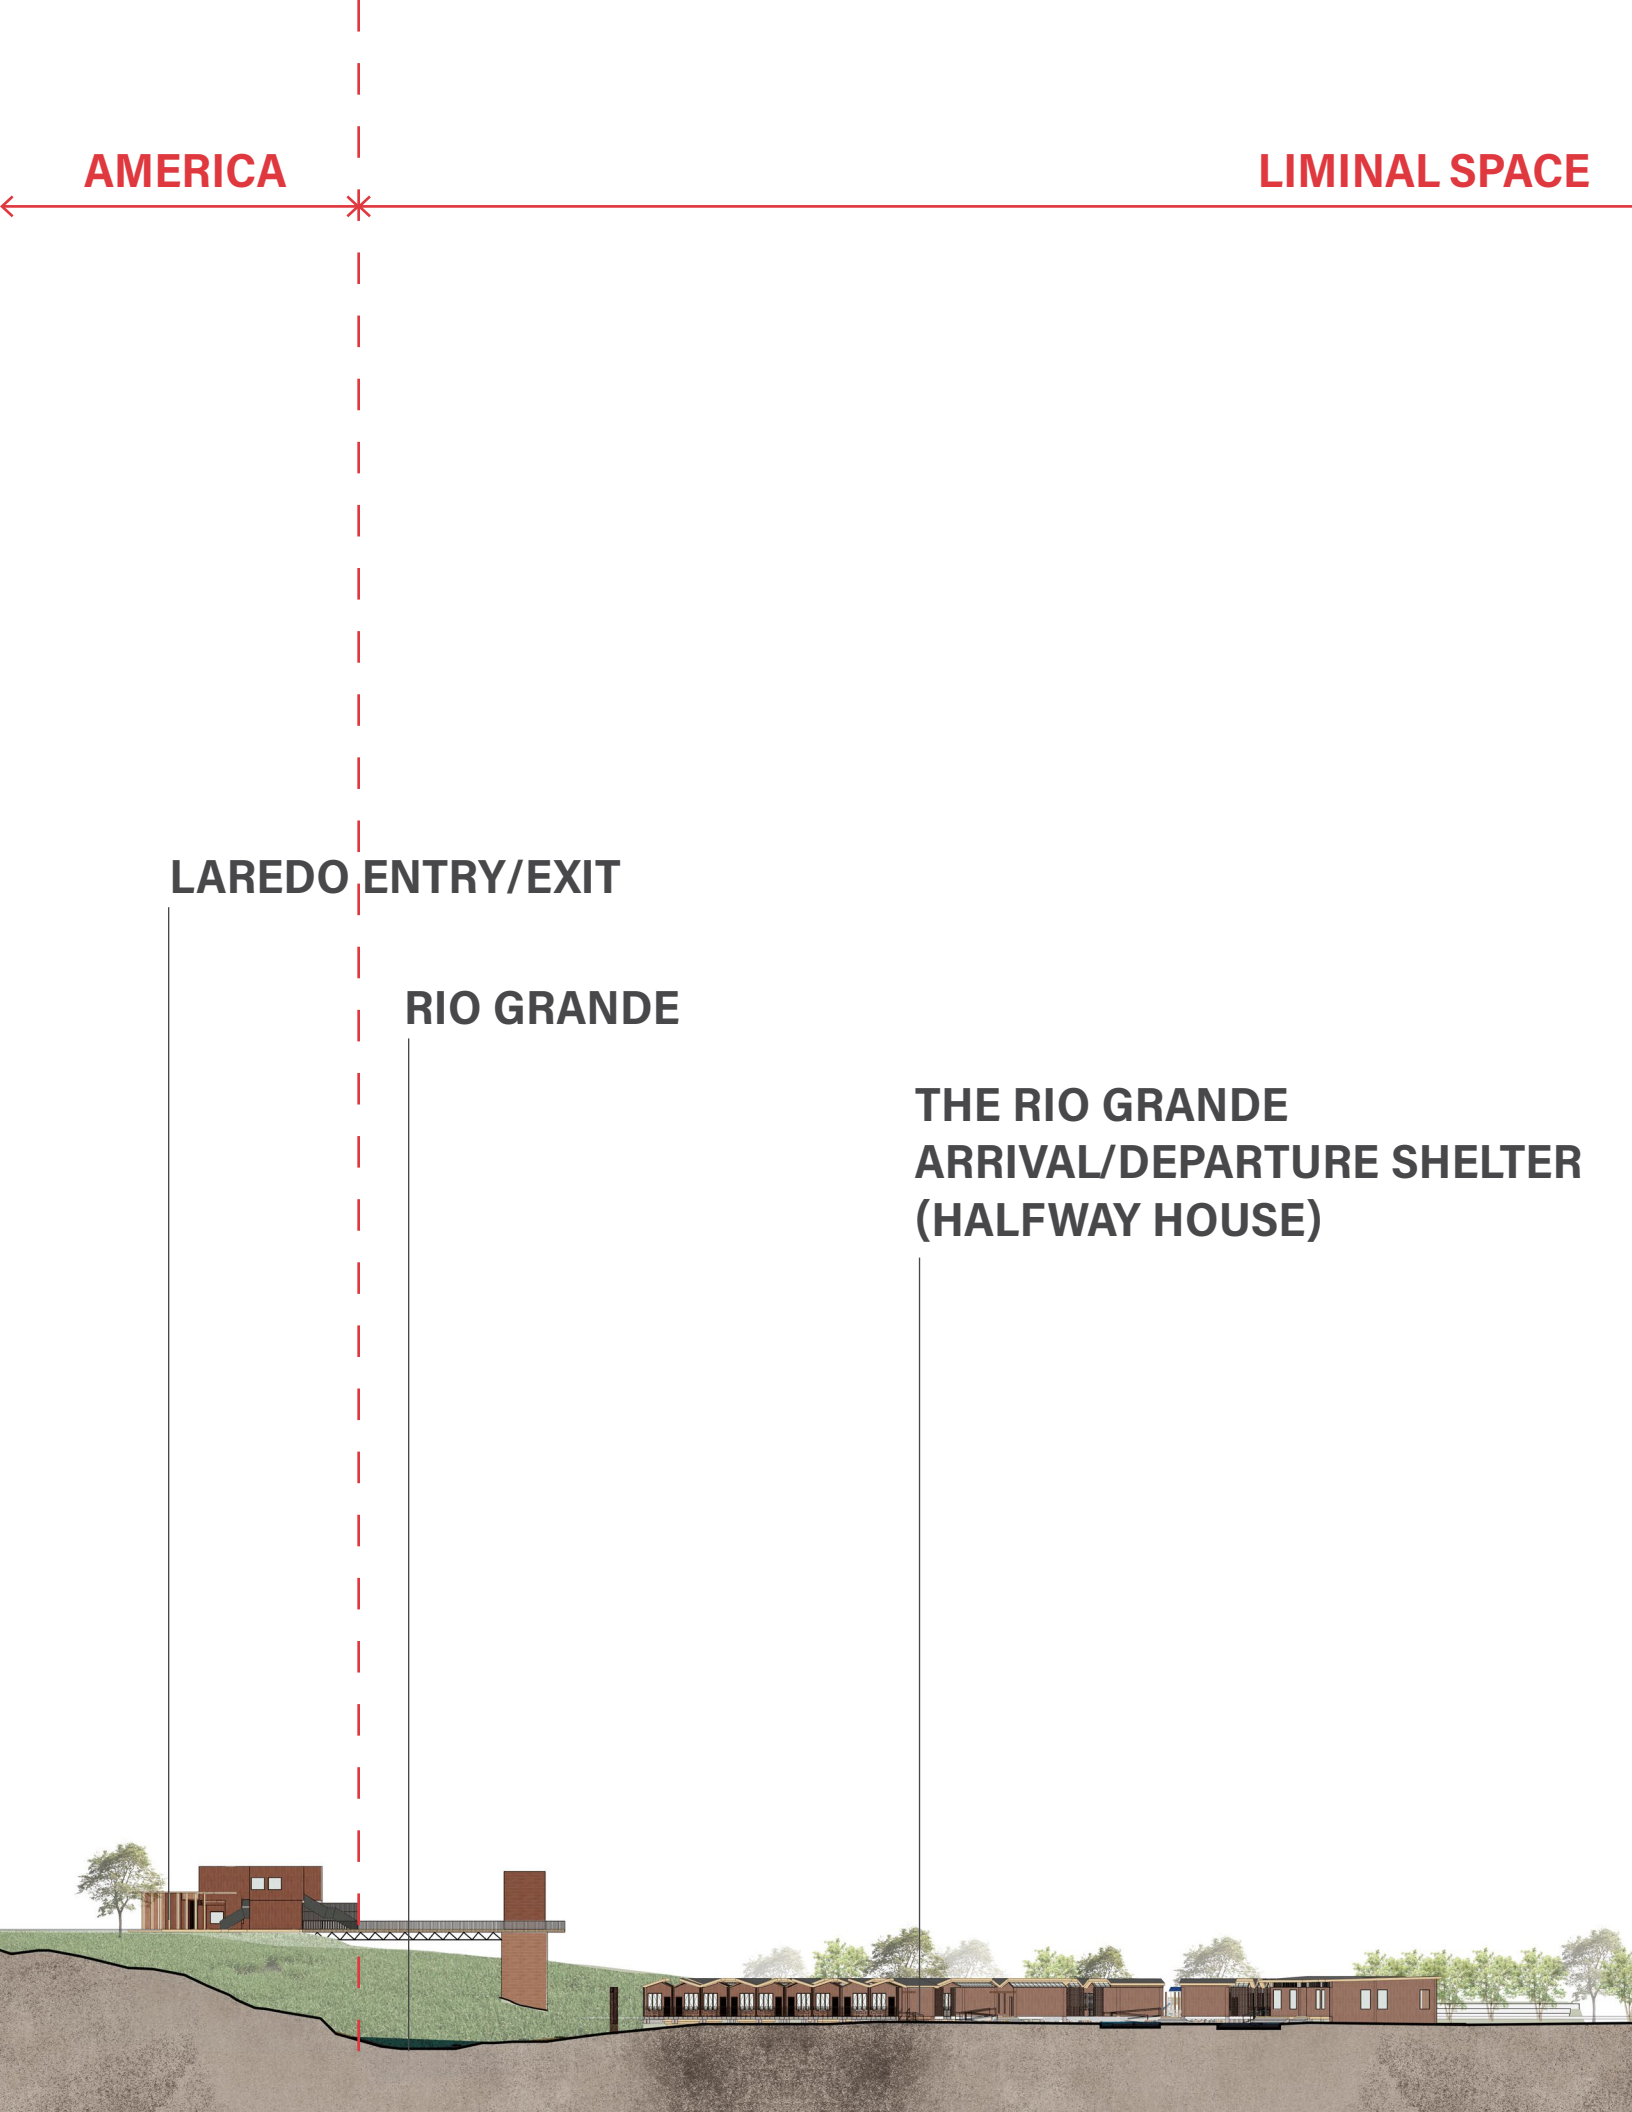 AMERICA
LIMINAL SPACE
LAREDO ENTRY/EXIT
RIO GRANDE
THE RIO GRANDE
ARRIVAL/DEPARTURE SHELTER
(HALFWAY HOUSE)